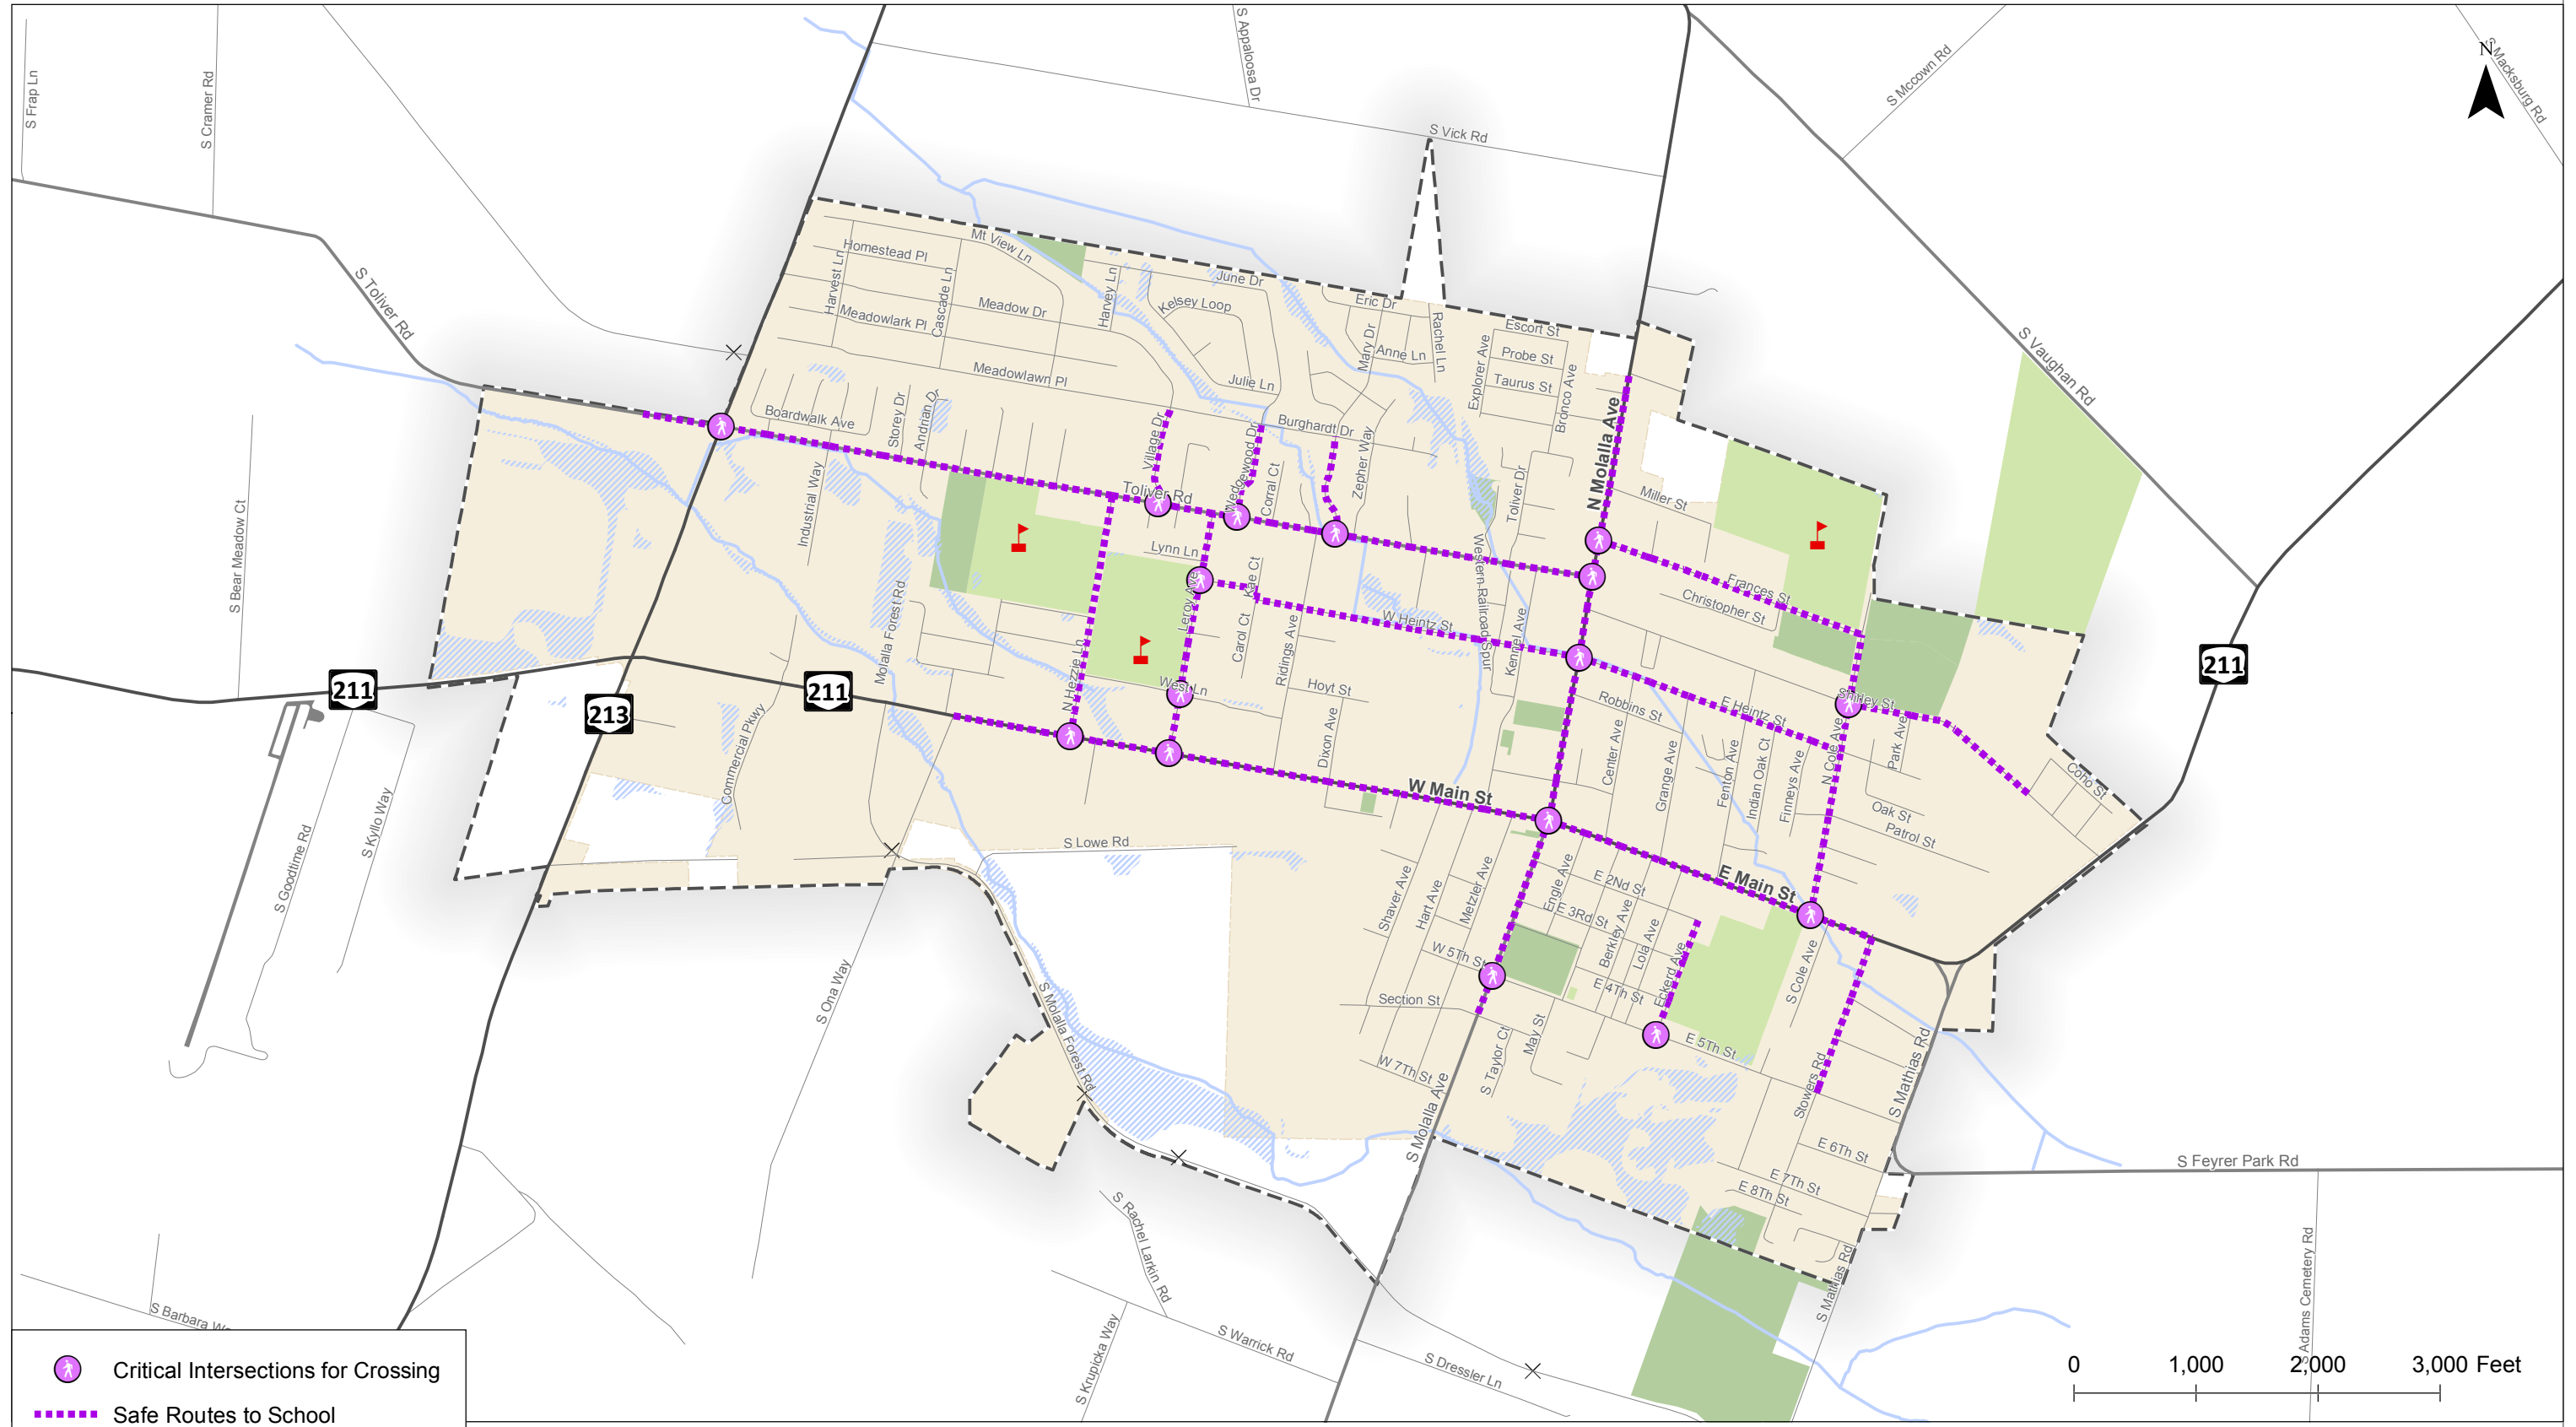 S Frap Ln
S Cramer Rd
S Appaloosa Dr
S Mccown Rd
N
S Macksburg Rd
S Vick Rd
S Toliver Rd
Homestead Pl
Mt View Ln
Harvest Ln
Cascade Ln
Meadow Dr
Meadowlark Pl
Harvey Ln
June Dr
Kelsey Loop
Eric Dr
Mary Dr
Anne Ln
Rachel Ln
Escort St
Probe St
Taurus St
Explorer Ave
Bronco Ave
S Vaughan Rd
Meadowlawn Pl
Julie Ln
Boardwalk Ave
Storey Dr
Andrian Dr
Village Dr
Wedgewood Dr
Burghardt Dr
Corral Ct
Zepher Way
N Molalla Ave
Toliver Dr
Miller St
Toliver Rd
Industrial Way
S Bear Meadow Ct
Lynn Ln
Kae Ct
Leroy Ave
Carol Ct
Ridings Ave
W Heintz St
Western Railroad Spur
Kennel Ave
Frances St
Christopher St
Molalla Forest Rd
N Hezzie Ln
West Ln
Hoyt St
Dixon Ave
Robbins St
E Heintz St
Shirley St
Park Ave
N Cole Ave
211
213
211
211
Commercial Pkwy
Center Ave
Grange Ave
Fenton Ave
Indian Oak Ct
Finneys Ave
Coho St
Oak St
Patrol St
W Main St
E Main St
S Goodtime Rd
S Kyllo Way
S Lowe Rd
S Ona Way
Shaver Ave
Hart Ave
Metzler Ave
Engle Ave
E 2Nd St
E 3Rd St
Berkley Ave
Lola Ave
Eckerd Ave
E 4Th St
W 5Th St
Section St
S Cole Ave
E 5Th St
S Molalla Forest Rd
W 7Th St
S Taylor Ct
May St
S Molalla Ave
Stowers Rd
S Mathias Rd
E 6Th St
E 7Th St
E 8Th St
S Feyrer Park Rd
S Mathias Rd
S Adams Cemetery Rd
S Rachel Larkin Rd
S Krupicka Way
S Warrick Rd
S Dressler Ln
S Barbara
0 1,000 2,000 3,000 Feet
Critical Intersections for Crossing
Safe Routes to School